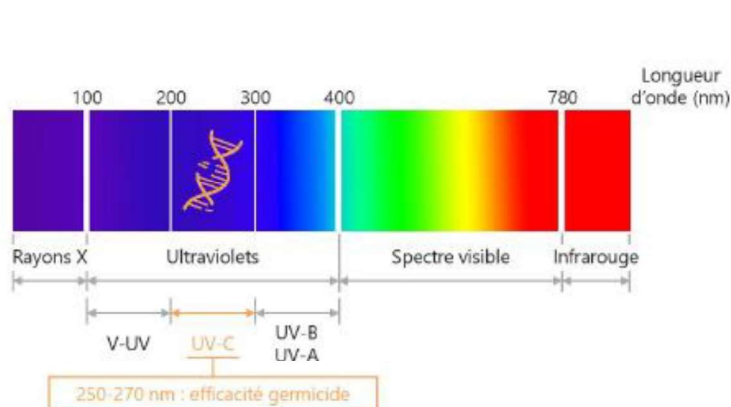 Longueur
d'onde (nm)
100 200 300 400 780
Rayons X Ultraviolets Spectre visible Infrarouge
V-UV UV-C UV-B
UV-A
250-270 nm : efficacité germicide